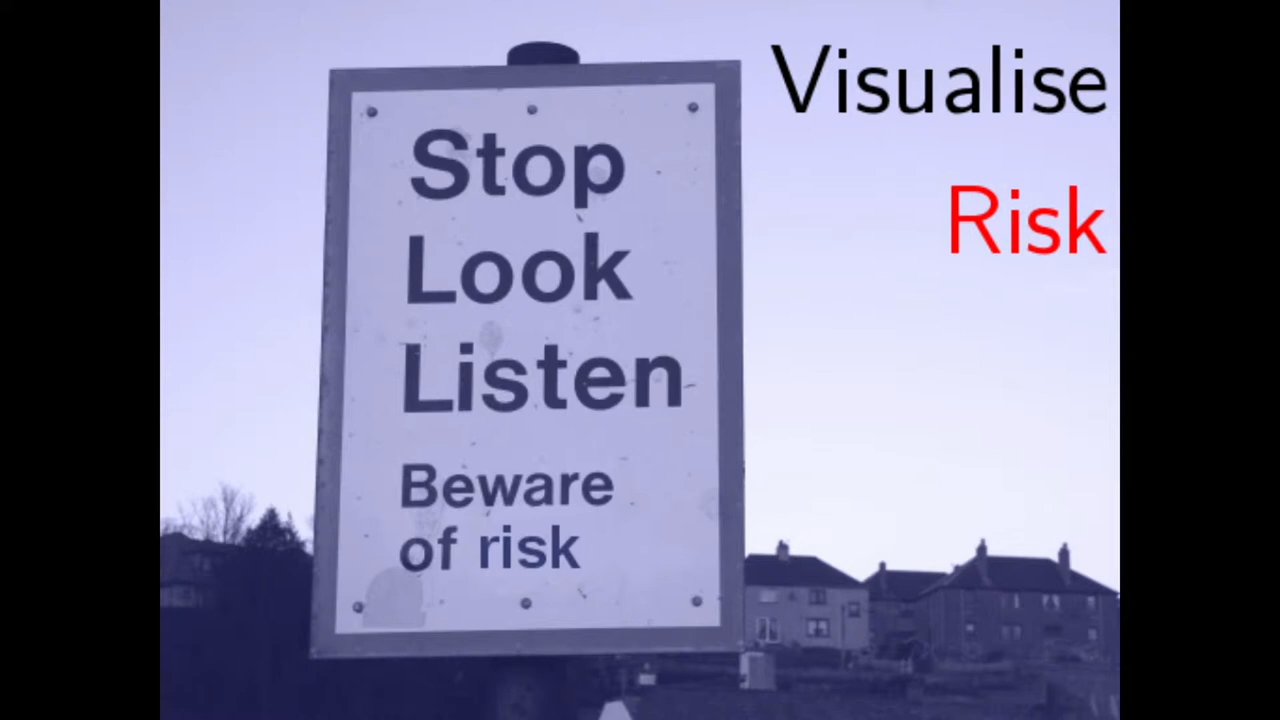 Visualise
Risk
Stop
Look
Listen
Beware
of risk